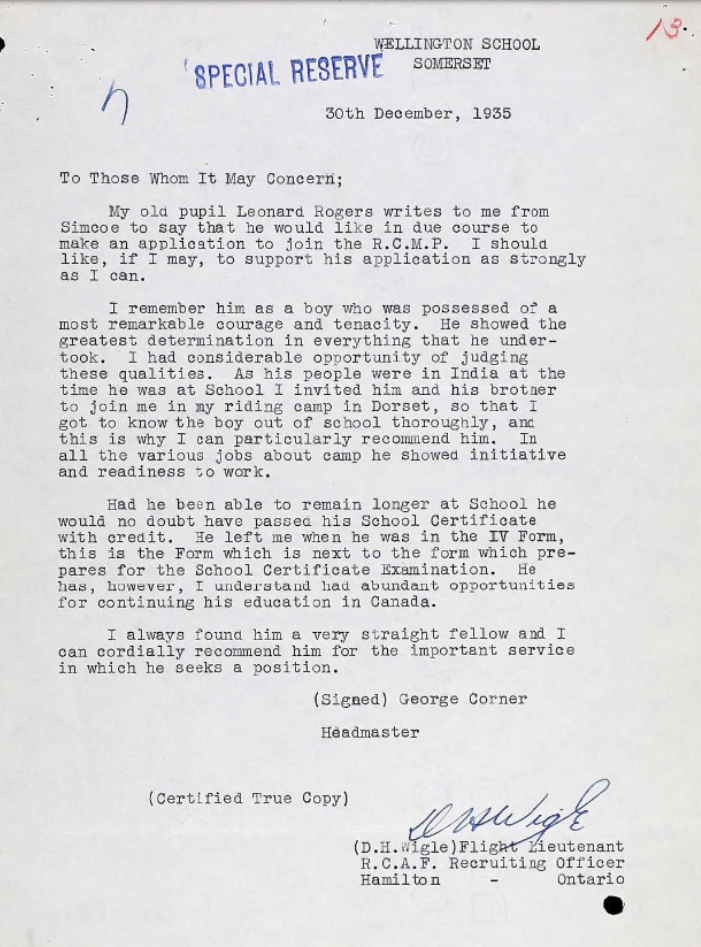 13.
WELLINGTON SCHOOL
SPECIAL RESERVE
SOMERSET
30th December, 1935
To Those Whom It May Concern;
My old pupil Leonard Rogers writes to me from
Simcoe to say that he would like in due course to
make an application to join the R.C.M.P. I should
like, if I may, to support his application as strongly
as I can.
I remember him as a boy who was possessed of a
most remarkable courage and tenacity. He showed the
greatest determination in everything that he under-
took. I had considerable opportunity of judging
these qualities. As his people were in India at the
time he was at School I invited him and his brother
to join me in my riding camp in Dorset, so that I
got to know the boy out of school thoroughly, and
this is why I can particularly recommend him. In
all the various jobs about camp he showed initiative
and readiness to work.
Had he been able to remain longer at School he
would no doubt have passed his School Certificate
with credit. He left me when he was in the IV Form,
this is the Form which is next to the form which pre-
pares for the School Certificate Examination. He
has, however, I understand had abundant opportunities
for continuing his education in Canada.
I always found him a very straight fellow and I
can cordially recommend him for the important service
in which he seeks a position.
(Signed) George Corner
Headmaster
(Certified True Copy)
D H Wigle
(D.H.Wigle)Flight Lieutenant
R.C.A.F. Recruiting Officer
Hamilton - Ontario